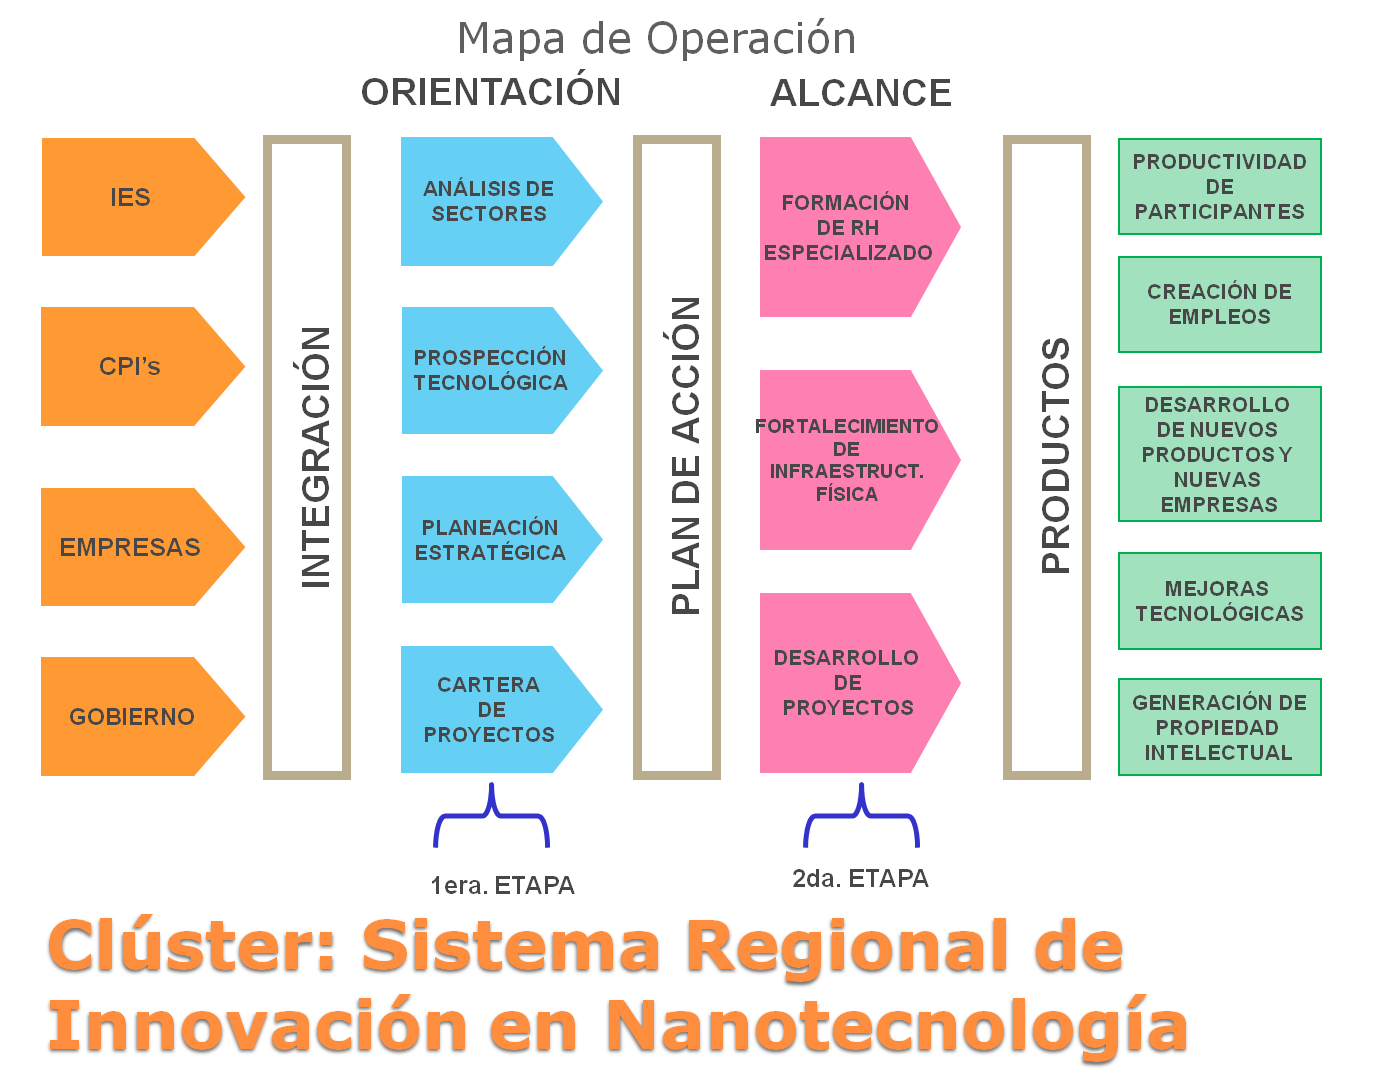 Mapa de Operación
ORIENTACIÓN
ALCANCE
IES
CPI’s
EMPRESAS
GOBIERNO
INTEGRACIÓN
ANÁLISIS DE
SECTORES
PROSPECCIÓN
TECNOLÓGICA
PLANEACIÓN
ESTRATÉGICA
CARTERA
DE
PROYECTOS
1era. ETAPA
PLAN DE ACCIÓN
FORMACIÓN
DE RH
ESPECIALIZADO
FORTALECIMIENTO
DE
INFRAESTRUCT.
FÍSICA
DESARROLLO
DE
PROYECTOS
2da. ETAPA
PRODUCTOS
PRODUCTIVIDAD
DE
PARTICIPANTES
CREACIÓN DE
EMPLEOS
DESARROLLO
DE NUEVOS
PRODUCTOS Y
NUEVAS
EMPRESAS
MEJORAS
TECNOLÓGICAS
GENERACIÓN DE
PROPIEDAD
INTELECTUAL
Clúster: Sistema Regional de
Innovación en Nanotecnología